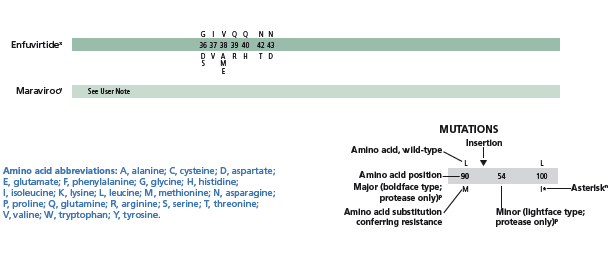 G I V Q Q N N
Enfuvirtideˣ 36 37 38 39 40 42 43
D V A R H T D
S M
E
Maraviroc See User Note
MUTATIONS
Insertion
Amino acid, wild-type
L L
Amino acid position 90 54 100
Major (boldface type; M I* Asteriskⁿ
protease only)ᵖ
Amino acid substitution Minor (lightface type;
conferring resistance protease only)ᵖ
Amino acid abbreviations: A, alanine; C, cysteine; D, aspartate;
E, glutamate; F, phenylalanine; G, glycine; H, histidine;
I, isoleucine; K, lysine; L, leucine; M, methionine; N, asparagine;
P, proline; Q, glutamine; R, arginine; S, serine; T, threonine;
V, valine; W, tryptophan; Y, tyrosine.